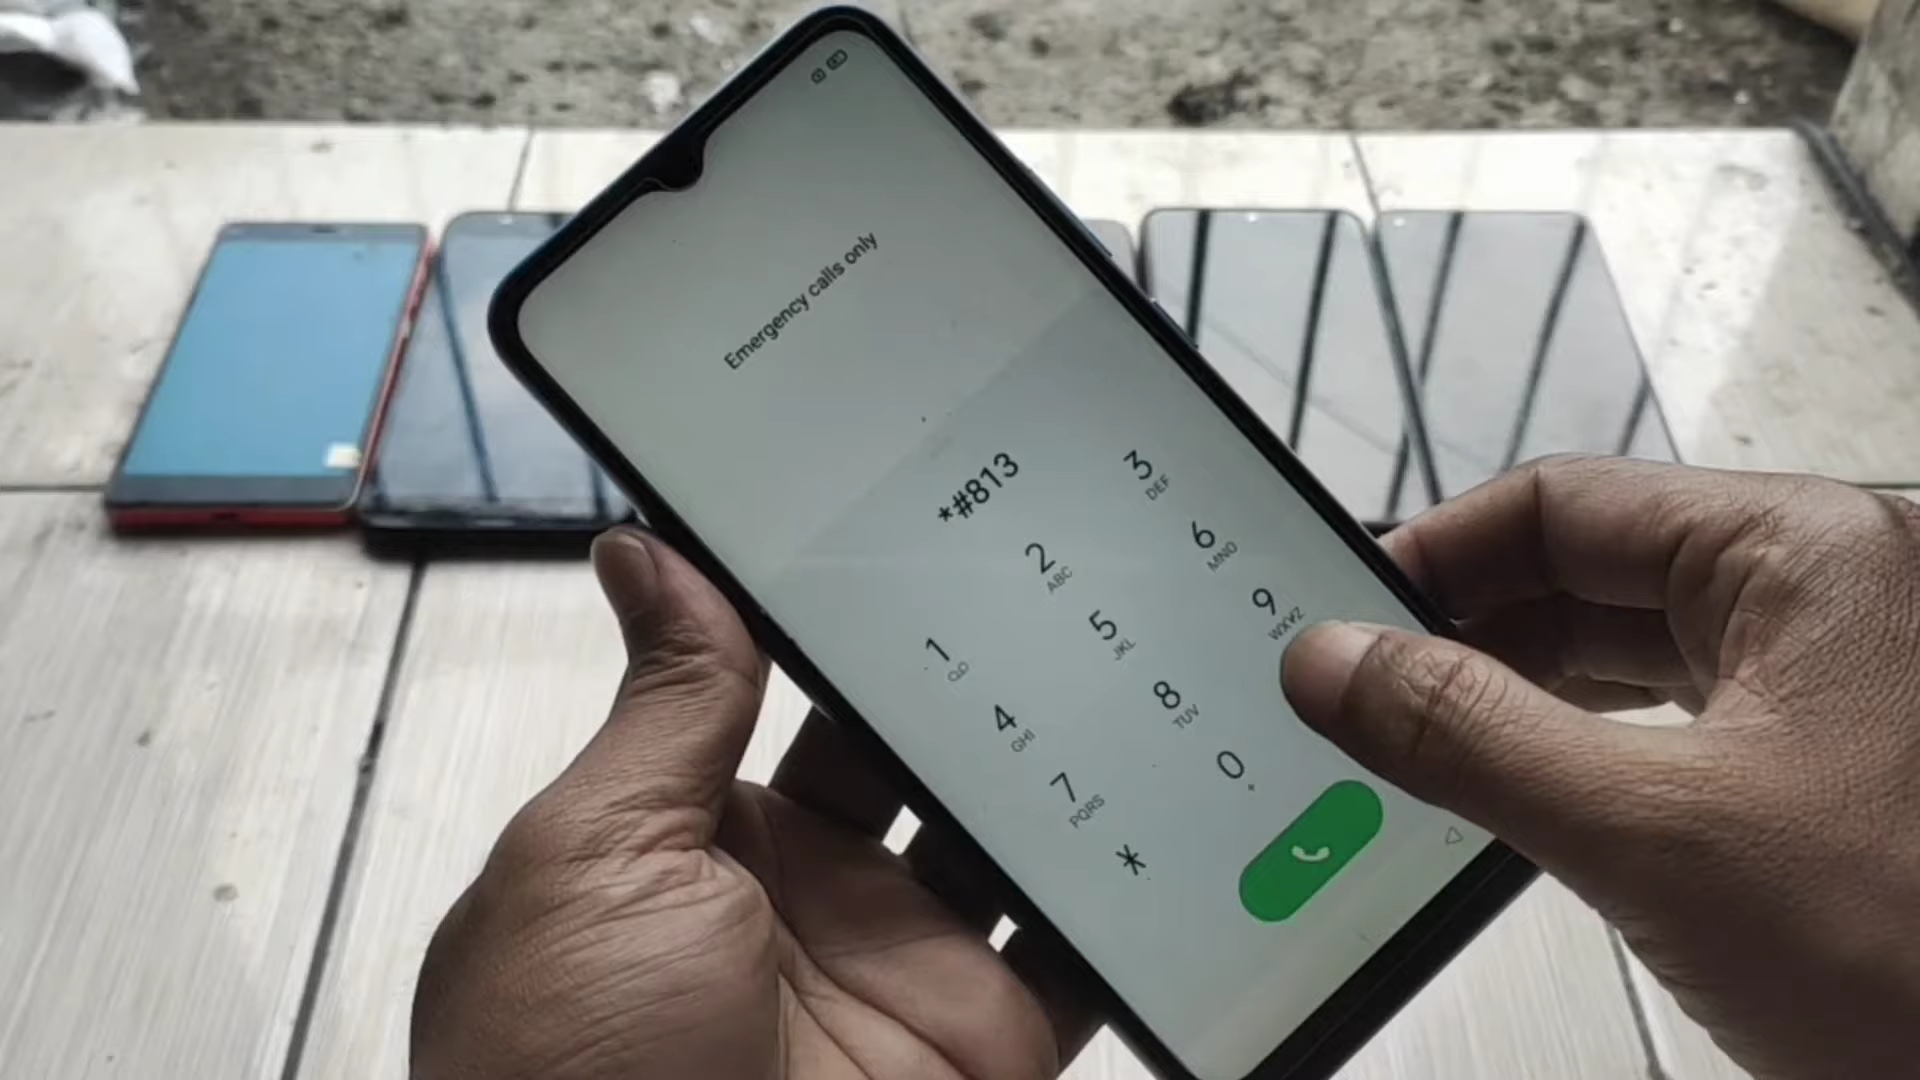 Emergency calls only
*#813
1
2 ABC
3 DEF
4 GHI
5 JKL
6 MNO
7 PQRS
8 TUV
9 WXYZ
*
0 +